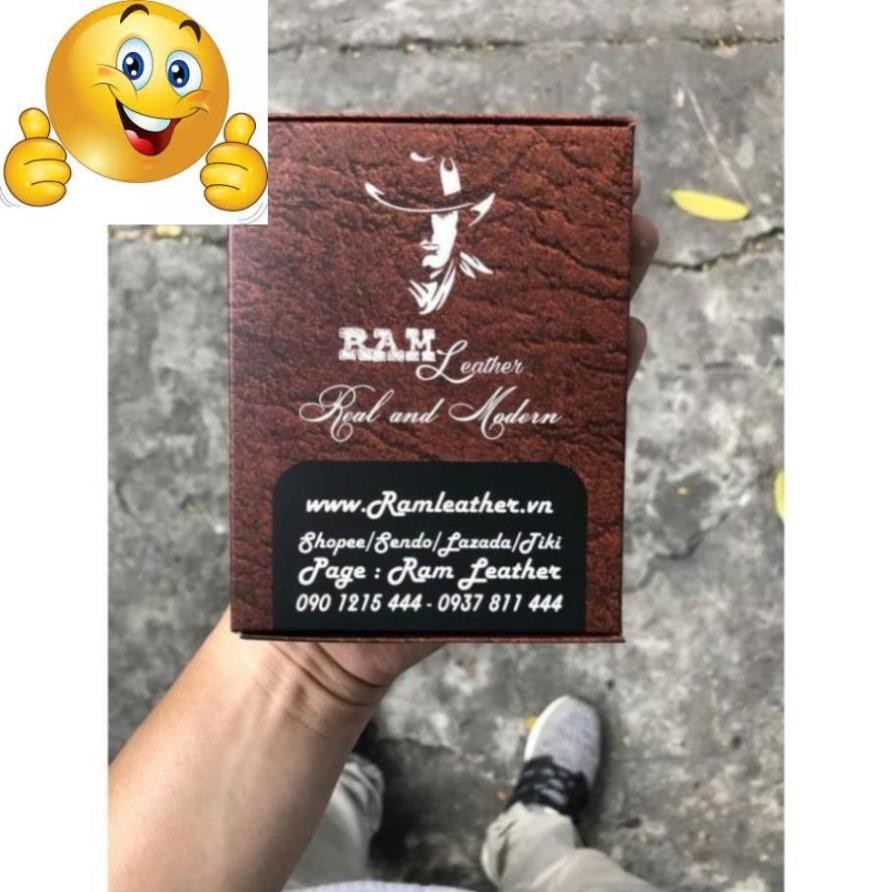 RAM Leather
Real and Modern
www.Ramleather.vn
Shopee/Sendo/Lazada/Tiki
Page : Ram Leather
090 1215 444 - 0937 811 444